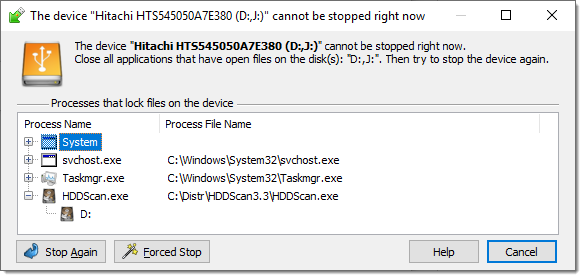 The device "Hitachi HTS545050A7E380 (D:,J:)" cannot be stopped right now
The device "Hitachi HTS545050A7E380 (D:,J:)" cannot be stopped right now.
Close all applications that have open files on the disk(s): "D:,J:". Then try to stop the device again.
Processes that lock files on the device
Process Name Process File Name
System
svchost.exe C:\Windows\System32\svchost.exe
Taskmgr.exe C:\Windows\System32\Taskmgr.exe
HDDScan.exe C:\Distr\HDDScan3.3\HDDScan.exe
D:
Stop Again Forced Stop Help Cancel